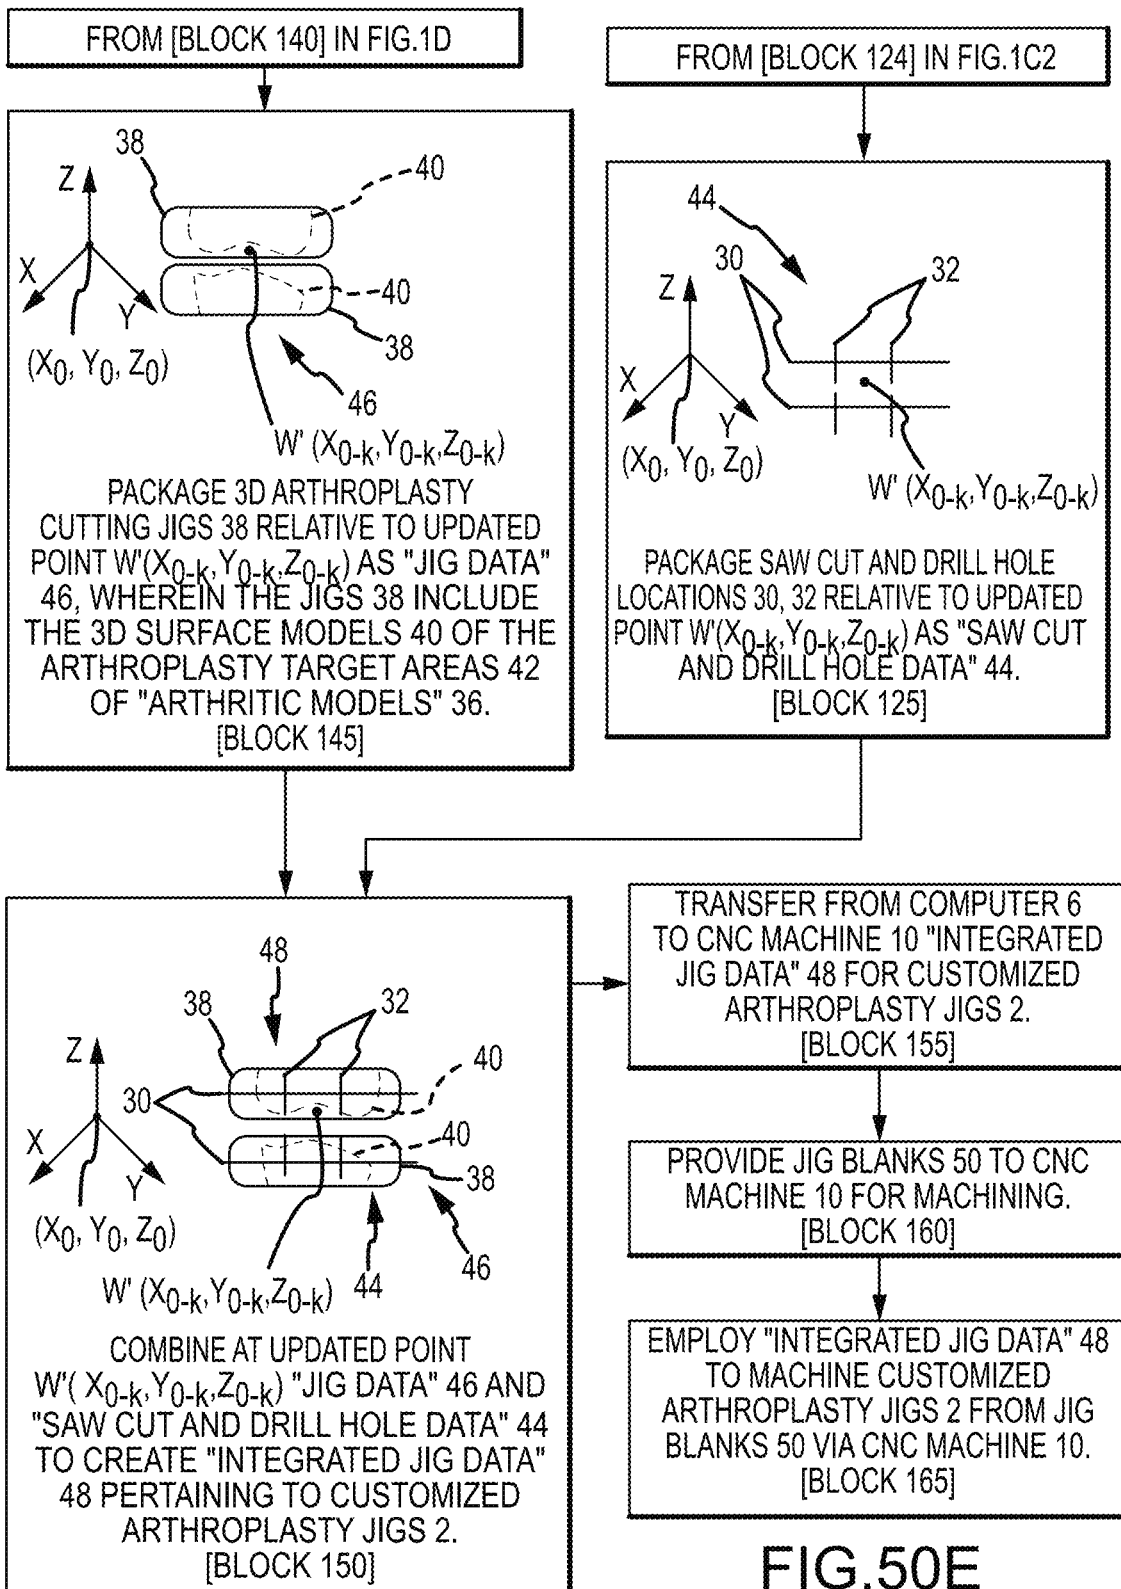 FROM [BLOCK 140] IN FIG.1D
38
40
Z
X
Y
40
(X0, Y0, Z0)
38
46
W' (X0-k,Y0-k,Z0-k)
PACKAGE 3D ARTHROPLASTY
CUTTING JIGS 38 RELATIVE TO UPDATED
POINT W'(X0-k,Y0-k,Z0-k) AS "JIG DATA"
46, WHEREIN THE JIGS 38 INCLUDE
THE 3D SURFACE MODELS 40 OF THE
ARTHROPLASTY TARGET AREAS 42
OF "ARTHRITIC MODELS" 36.
[BLOCK 145]
FROM [BLOCK 124] IN FIG.1C2
44
30
32
Z
X
Y
(X0, Y0, Z0)
W' (X0-k,Y0-k,Z0-k)
PACKAGE SAW CUT AND DRILL HOLE
LOCATIONS 30, 32 RELATIVE TO UPDATED
POINT W'(X0-k,Y0-k,Z0-k) AS "SAW CUT
AND DRILL HOLE DATA" 44.
[BLOCK 125]
48
38
32
Z
40
30
40
X
Y
38
(X0, Y0, Z0)
46
W' (X0-k,Y0-k,Z0-k)
44
COMBINE AT UPDATED POINT
W'( X0-k,Y0-k,Z0-k) "JIG DATA" 46 AND
"SAW CUT AND DRILL HOLE DATA" 44
TO CREATE "INTEGRATED JIG DATA"
48 PERTAINING TO CUSTOMIZED
ARTHROPLASTY JIGS 2.
[BLOCK 150]
TRANSFER FROM COMPUTER 6
TO CNC MACHINE 10 "INTEGRATED
JIG DATA" 48 FOR CUSTOMIZED
ARTHROPLASTY JIGS 2.
[BLOCK 155]
PROVIDE JIG BLANKS 50 TO CNC
MACHINE 10 FOR MACHINING.
[BLOCK 160]
EMPLOY "INTEGRATED JIG DATA" 48
TO MACHINE CUSTOMIZED
ARTHROPLASTY JIGS 2 FROM JIG
BLANKS 50 VIA CNC MACHINE 10.
[BLOCK 165]
FIG.50E